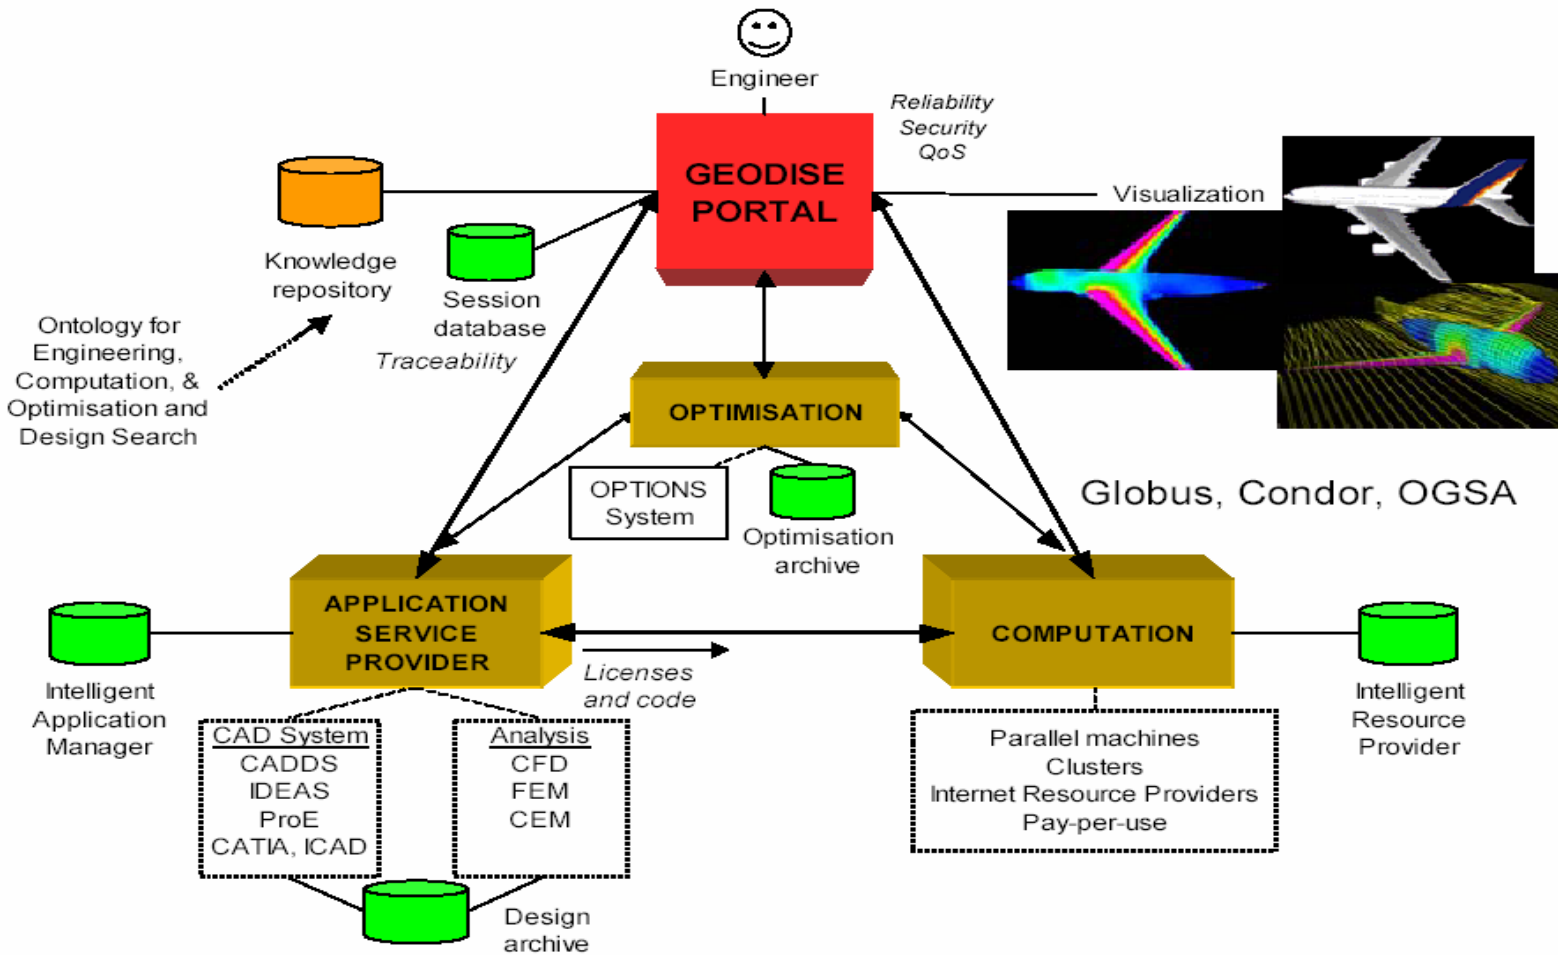 Engineer
Reliability
Security
QoS
GEODISE
PORTAL
Visualization
Knowledge
repository
Session
database
Traceability
Ontology for
Engineering,
Computation, &
Optimisation and
Design Search
OPTIMISATION
OPTIONS
System
Optimisation
archive
Globus, Condor, OGSA
APPLICATION
SERVICE
PROVIDER
COMPUTATION
Licenses
and code
Intelligent
Application
Manager
Intelligent
Resource
Provider
CAD System
CADDS
IDEAS
ProE
CATIA, ICAD
Analysis
CFD
FEM
CEM
Parallel machines
Clusters
Internet Resource Providers
Pay-per-use
Design
archive